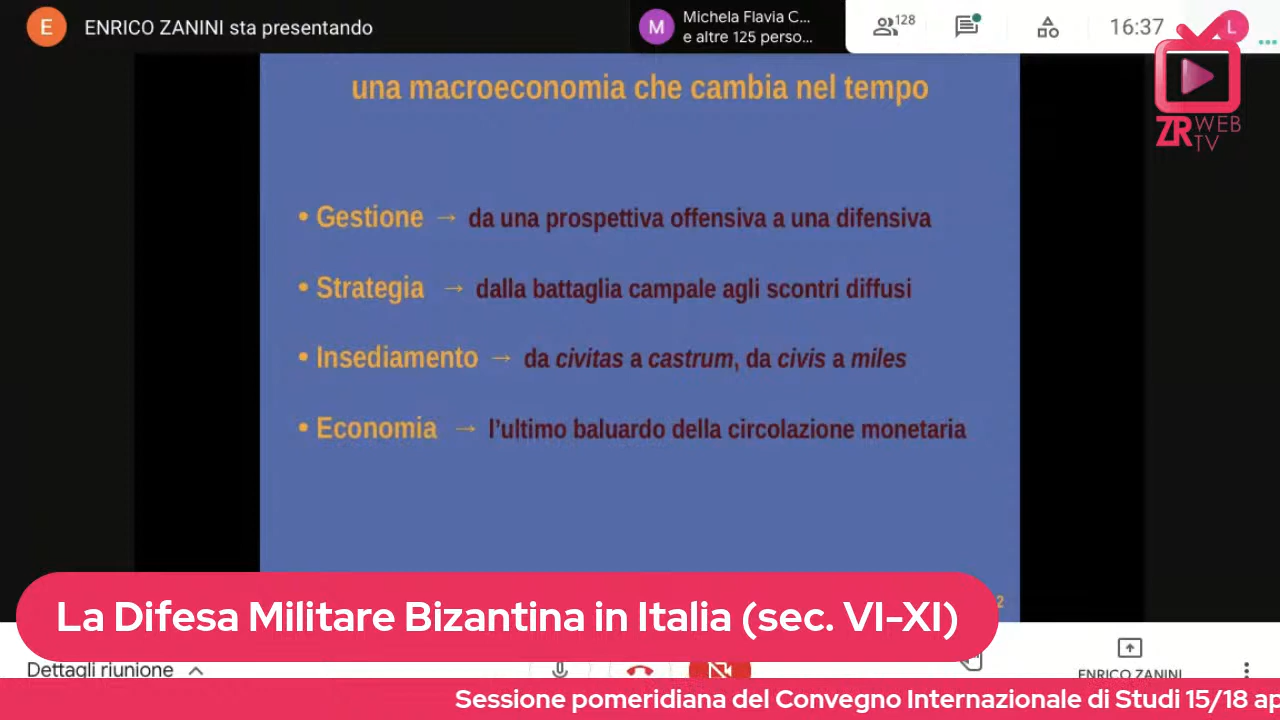 E
ENRICO ZANINI sta presentando
M
Michela Flavia C...
e altre 125 perso...
128
16:37
L
ZR WEB
TV
una macroeconomia che cambia nel tempo
• Gestione → da una prospettiva offensiva a una difensiva
• Strategia → dalla battaglia campale agli scontri diffusi
• Insediamento → da civitas a castrum, da civis a miles
• Economia → l'ultimo baluardo della circolazione monetaria
2
La Difesa Militare Bizantina in Italia (sec. VI-XI)
Dettagli riunione
ENRICO ZANINI
Sessione pomeridiana del Convegno Internazionale di Studi 15/18 ap